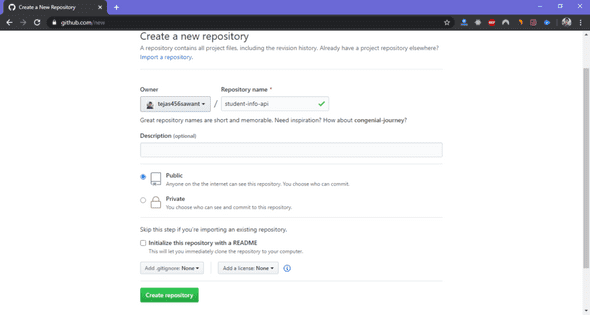 Create a New Repository
github.com/new
Create a new repository
A repository contains all project files, including the revision history. Already have a project repository elsewhere?
Import a repository.
Owner
Repository name *
tejas456sawant
/
student-info-api
Great repository names are short and memorable. Need inspiration? How about congenial-journey?
Description (optional)
Public
Anyone on the the internet can see this repository. You choose who can commit.
Private
You choose who can see and commit to this repository.
Skip this step if you're importing an existing repository.
Initialize this repository with a README
This will let you immediately clone the repository to your computer.
Add .gitignore: None
Add a license: None
Create repository